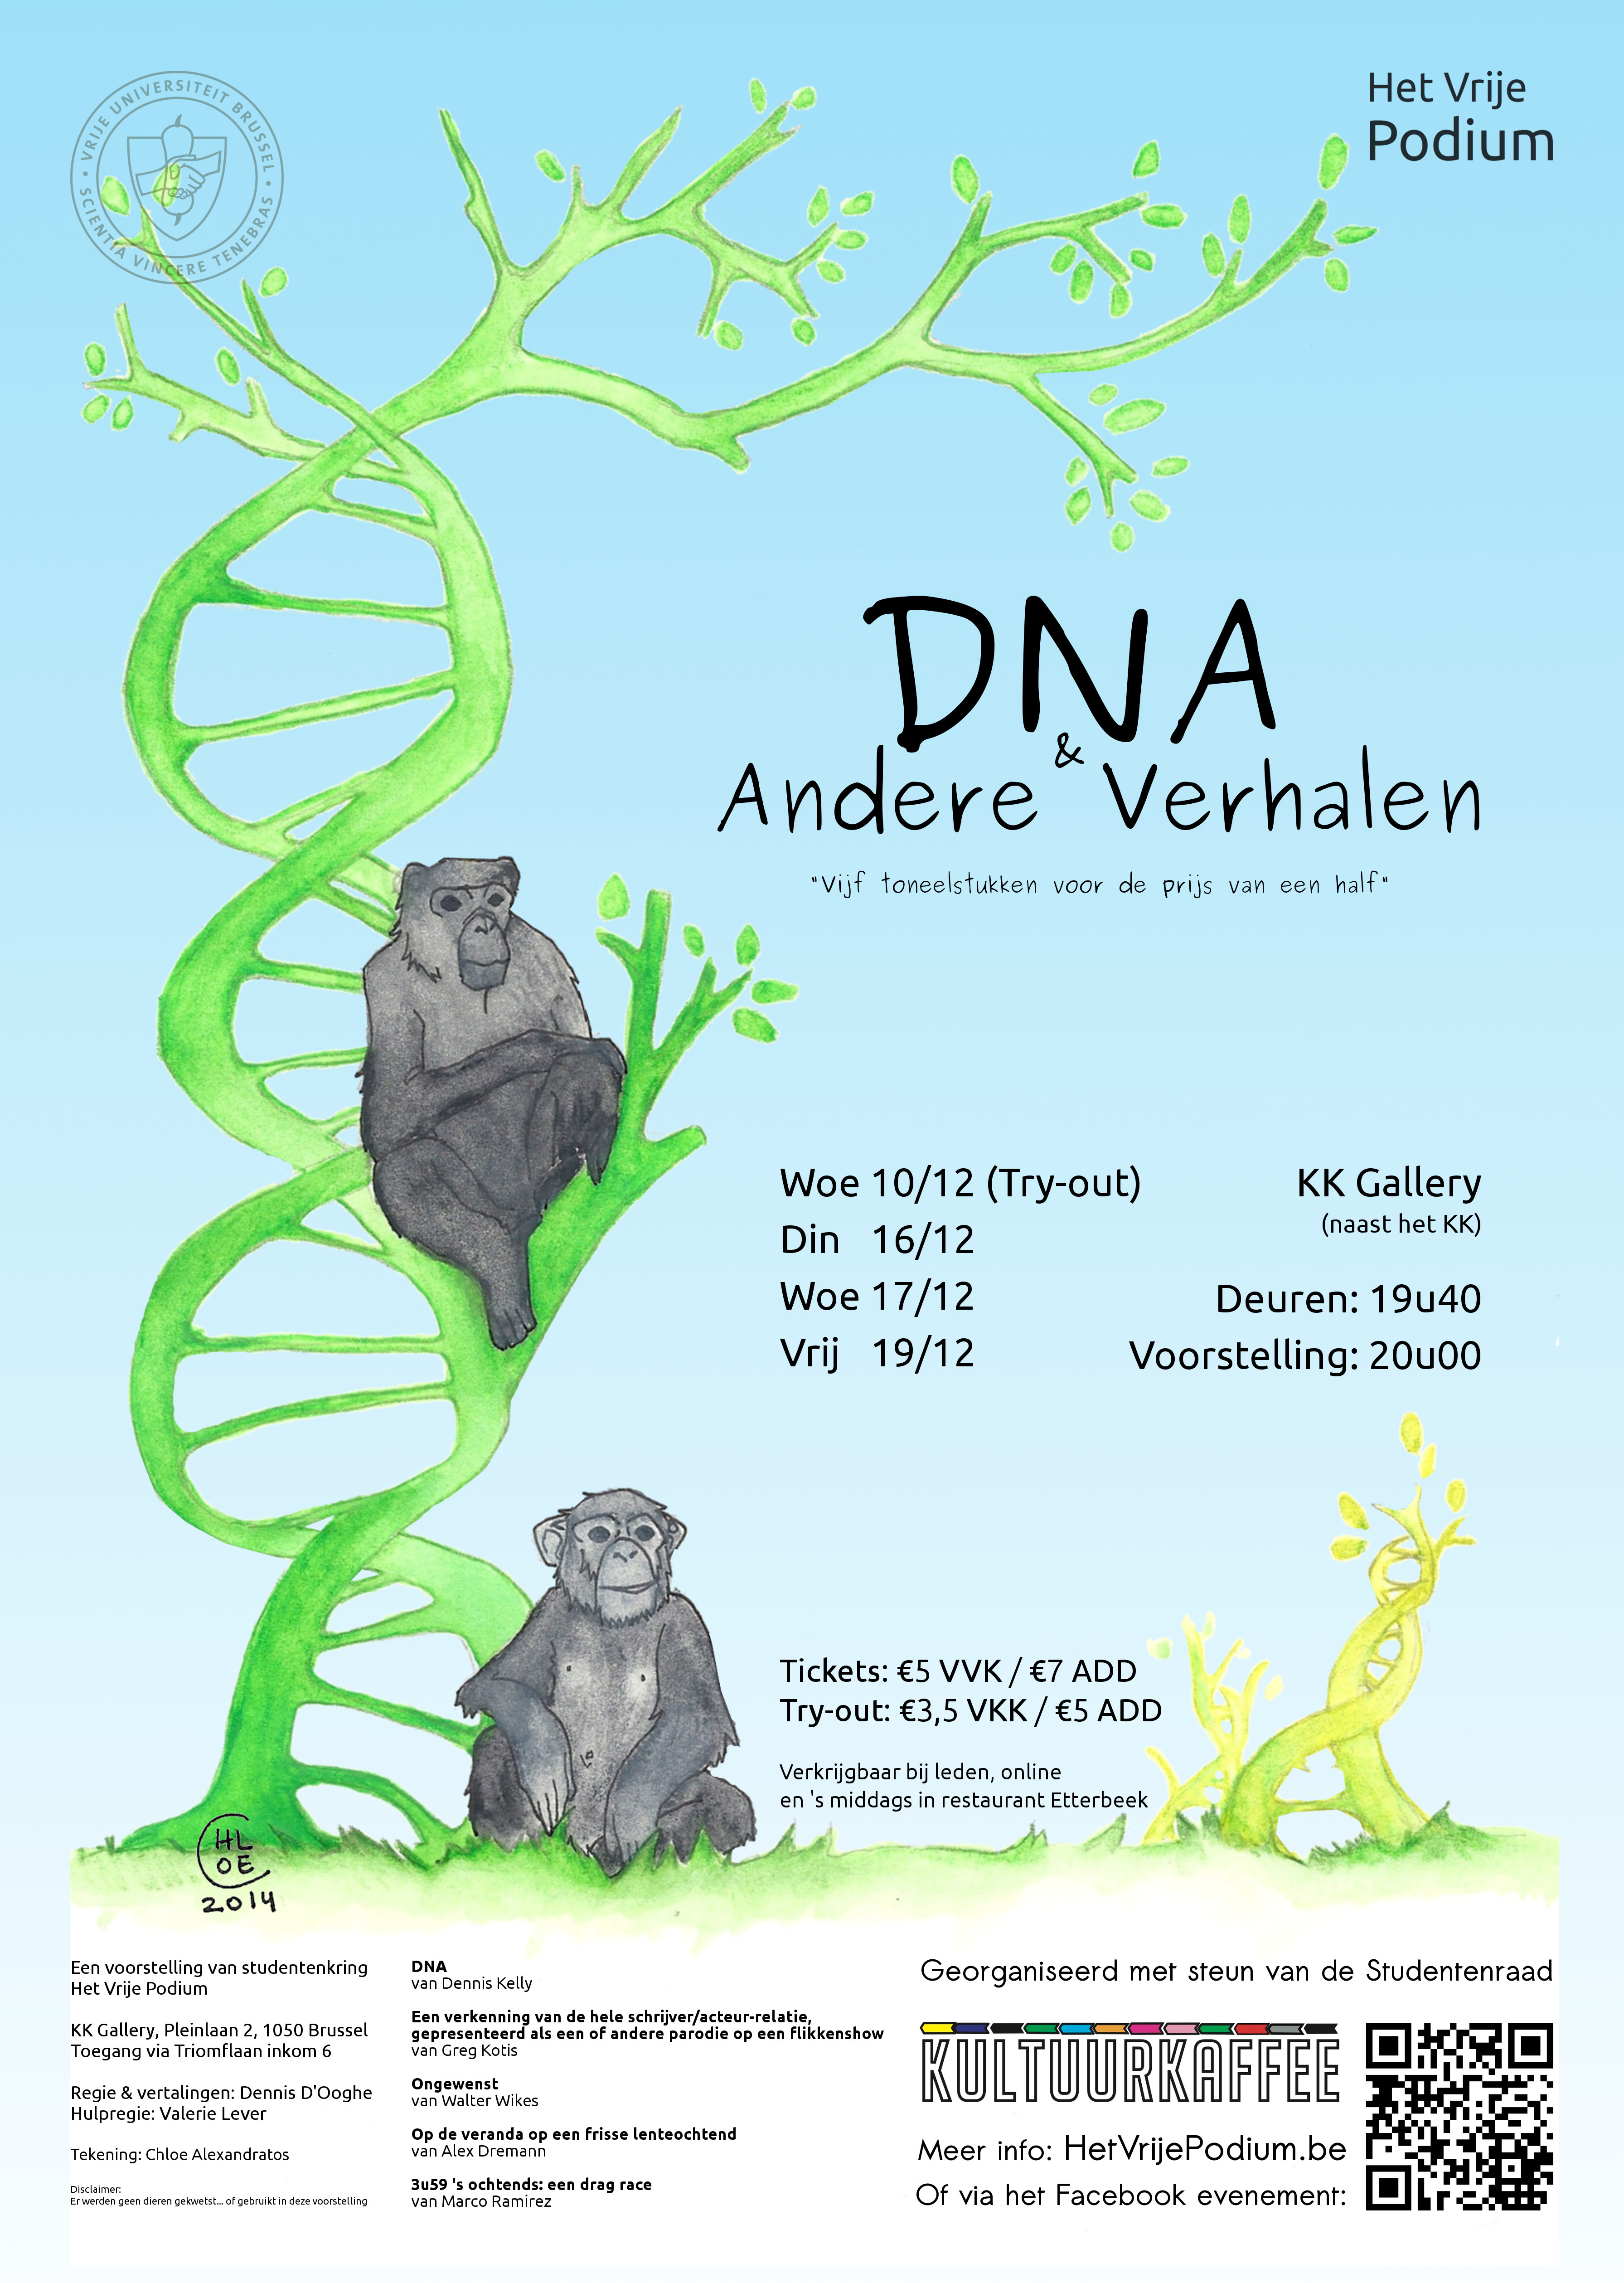 VRIJE UNIVERSITEIT BRUSSEL • SCIENTIA VINCERE TENEBRAS •
Het Vrije
Podium
DNA
&
Andere Verhalen
"Vijf toneelstukken voor de prijs van een half"
Woe 10/12 (Try-out)
Din 16/12
Woe 17/12
Vrij 19/12
KK Gallery
(naast het KK)
Deuren: 19u40
Voorstelling: 20u00
Tickets: €5 VVK / €7 ADD
Try-out: €3,5 VKK / €5 ADD
Verkrijgbaar bij leden, online
en 's middags in restaurant Etterbeek
CHLOE
2014
Een voorstelling van studentenkring
Het Vrije Podium
KK Gallery, Pleinlaan 2, 1050 Brussel
Toegang via Triomflaan inkom 6
Regie & vertalingen: Dennis D'Ooghe
Hulpregie: Valerie Lever
Tekening: Chloe Alexandratos
Disclaimer:
Er werden geen dieren gekwetst... of gebruikt in deze voorstelling
DNA
van Dennis Kelly
Een verkenning van de hele schrijver/acteur-relatie,
gepresenteerd als een of andere parodie op een flikkenshow
van Greg Kotis
Ongewenst
van Walter Wikes
Op de veranda op een frisse lenteochtend
van Alex Dremann
3u59 's ochtends: een drag race
van Marco Ramirez
Georganiseerd met steun van de Studentenraad
KULTUURKAFFEE
Meer info: HetVrijePodium.be
Of via het Facebook evenement: